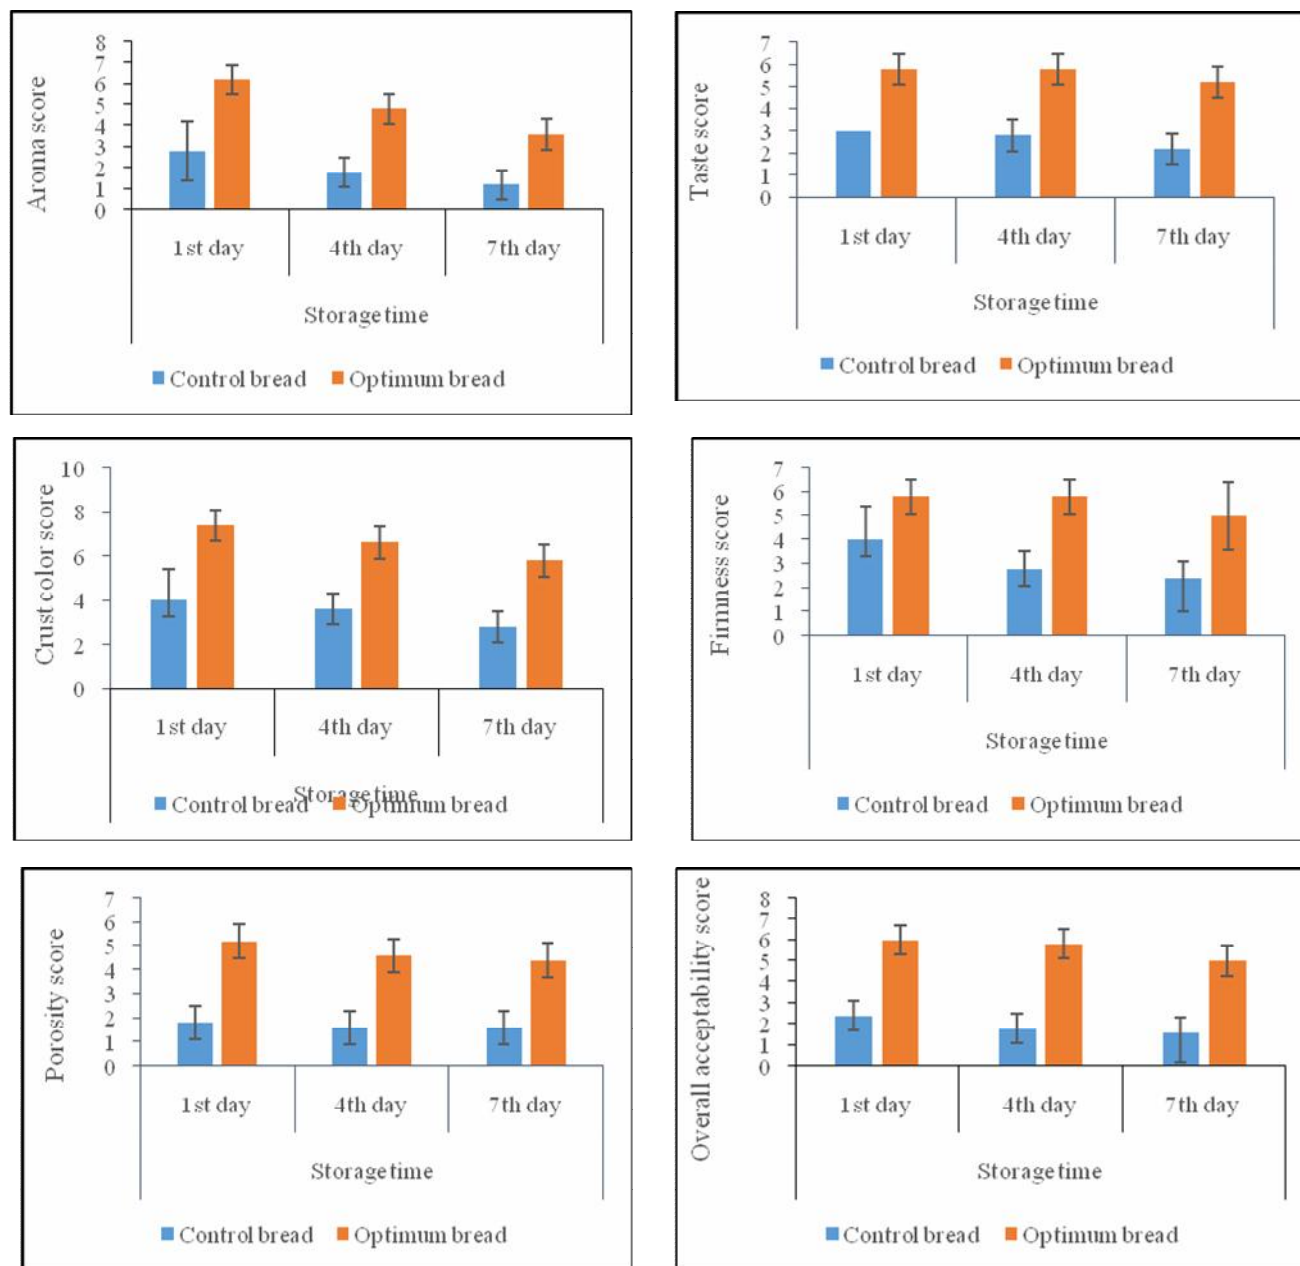 Aroma score
8
7
6
5
4
3
2
1
0
1st day 4th day 7th day
Storage time
Control bread Optimum bread
Taste score
7
6
5
4
3
2
1
0
1st day 4th day 7th day
Storage time
Control bread Optimum bread
Crust color score
10
8
6
4
2
0
1st day 4th day 7th day
Storage time
Control bread Optimum bread
Firmness score
7
6
5
4
3
2
1
0
1st day 4th day 7th day
Storage time
Control bread Optimum bread
Porosity score
7
6
5
4
3
2
1
0
1st day 4th day 7th day
Storage time
Control bread Optimum bread
Overall acceptability score
8
7
6
5
4
3
2
1
0
1st day 4th day 7th day
Storage time
Control bread Optimum bread